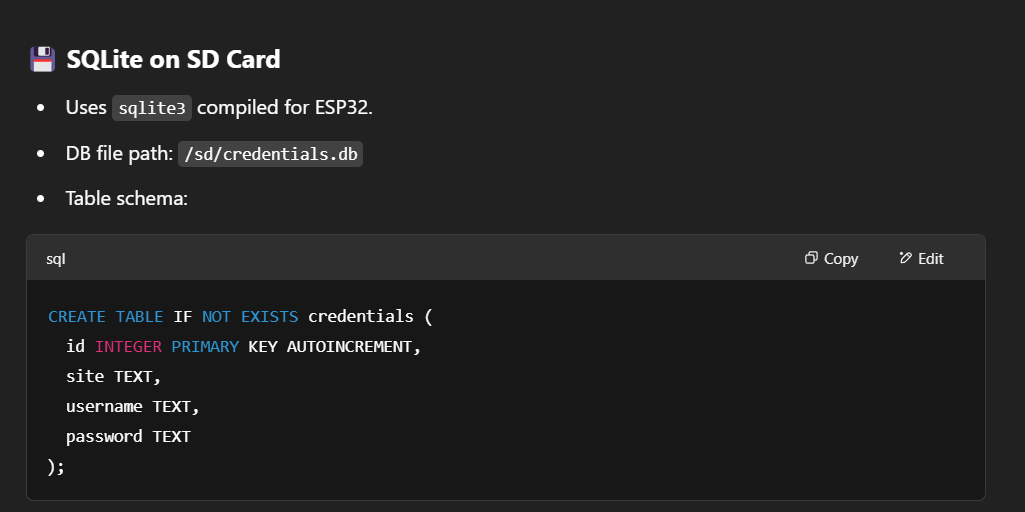 💾 SQLite on SD Card
• Uses sqlite3 compiled for ESP32.
• DB file path: /sd/credentials.db
• Table schema:
sql Copy Edit
CREATE TABLE IF NOT EXISTS credentials (
  id INTEGER PRIMARY KEY AUTOINCREMENT,
  site TEXT,
  username TEXT,
  password TEXT
);